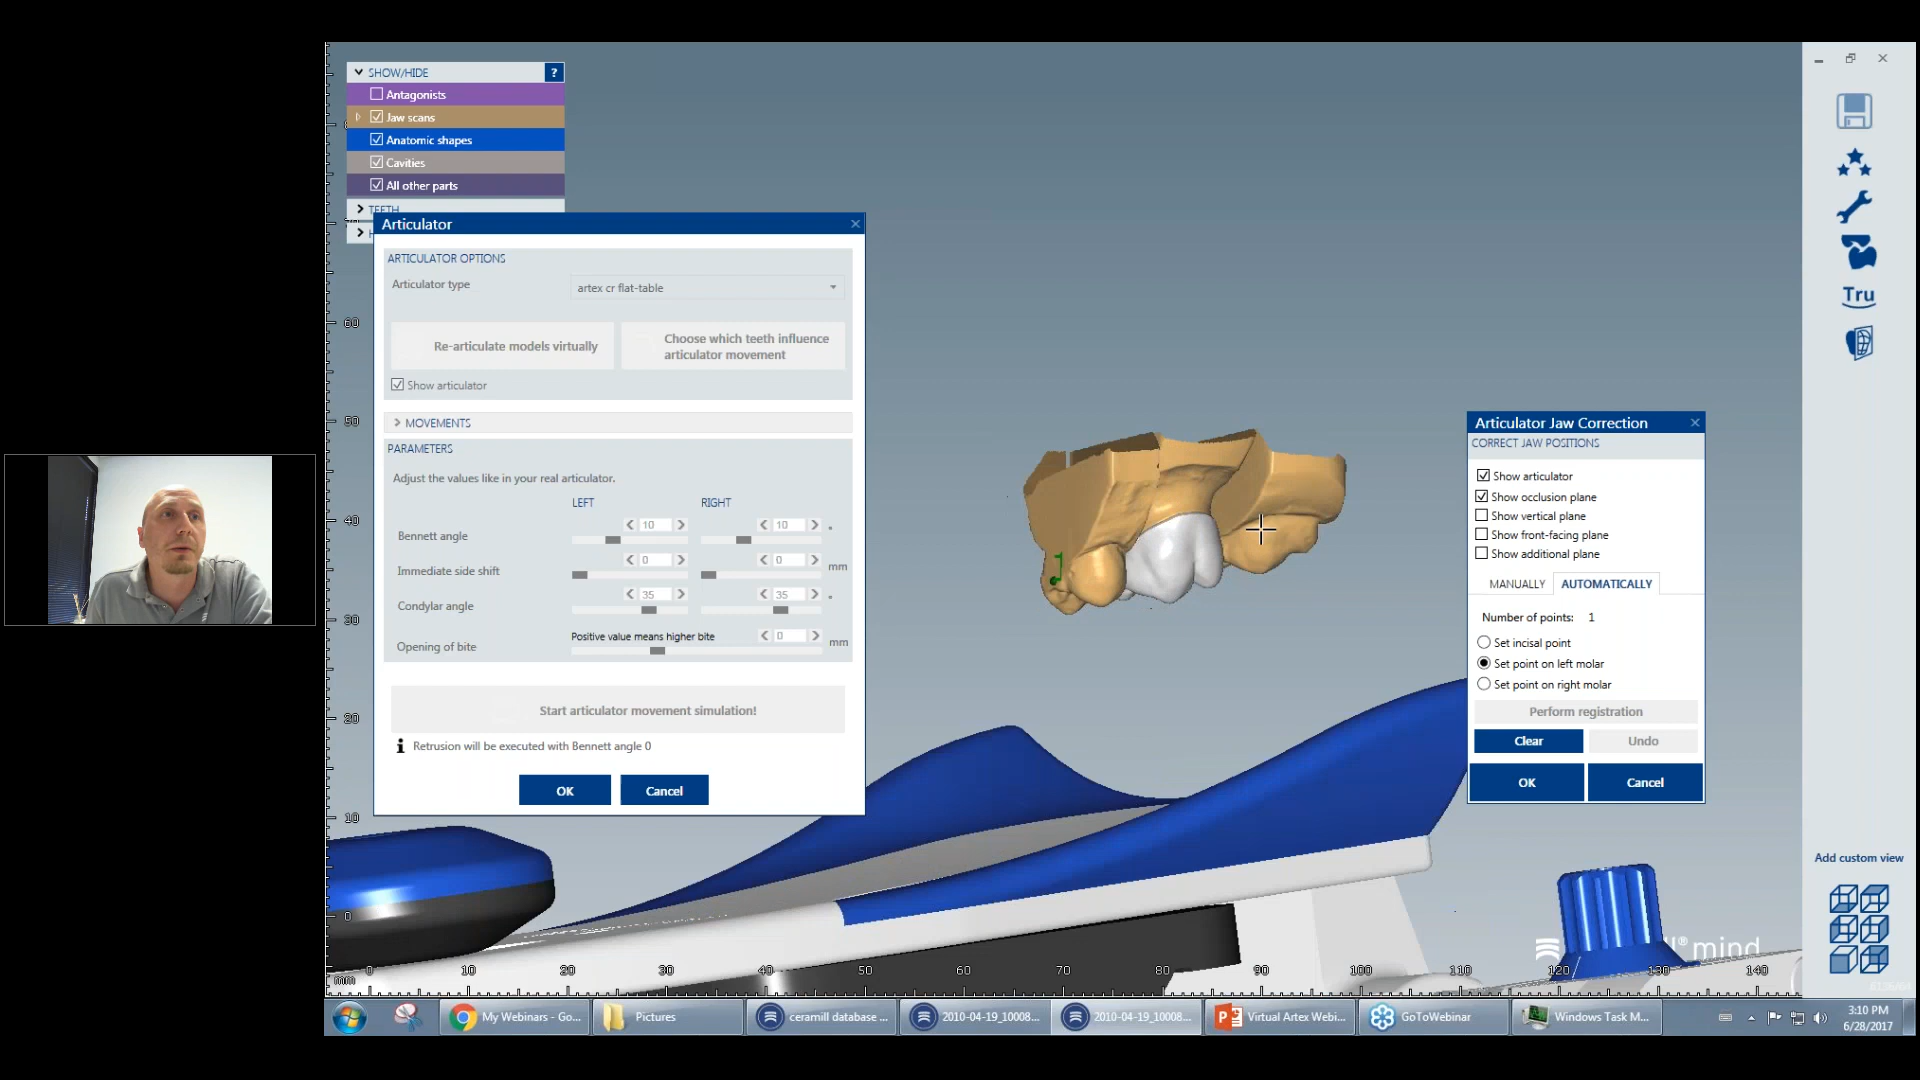 SHOW/HIDE
?
Antagonists
Jaw scans
Anatomic shapes
Cavities
All other parts
TEETH
Articulator
ARTICULATOR OPTIONS
Articulator type
artex cr flat-table
Re-articulate models virtually
Choose which teeth influence
articulator movement
Show articulator
MOVEMENTS
PARAMETERS
Adjust the values like in your real articulator.
LEFT RIGHT
Bennett angle 10 10 °
Immediate side shift 0 0 mm
Condylar angle 35 35 °
Opening of bite Positive value means higher bite 0 mm
Start articulator movement simulation!
Retrusion will be executed with Bennett angle 0
OK Cancel
Articulator Jaw Correction
CORRECT JAW POSITIONS
Show articulator
Show occlusion plane
Show vertical plane
Show front-facing plane
Show additional plane
MANUALLY AUTOMATICALLY
Number of points: 1
Set incisal point
Set point on left molar
Set point on right molar
Perform registration
Clear Undo
OK Cancel
Tru
Add custom view
60
50
40
30
20
10
0
mm 0 10 20 30 40 50 60 70 80 90 100 110 120 130 140
mind
My Webinars - Go...
Pictures
ceramill database ...
2010-04-19_10008...
2010-04-19_10008...
Virtual Artex Webi...
GoToWebinar
Windows Task M...
3:10 PM
6/28/2017